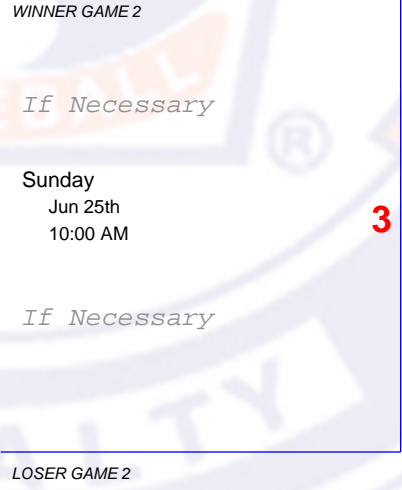 WINNER GAME 2
If Necessary
Sunday
Jun 25th
10:00 AM
3
If Necessary
LOSER GAME 2